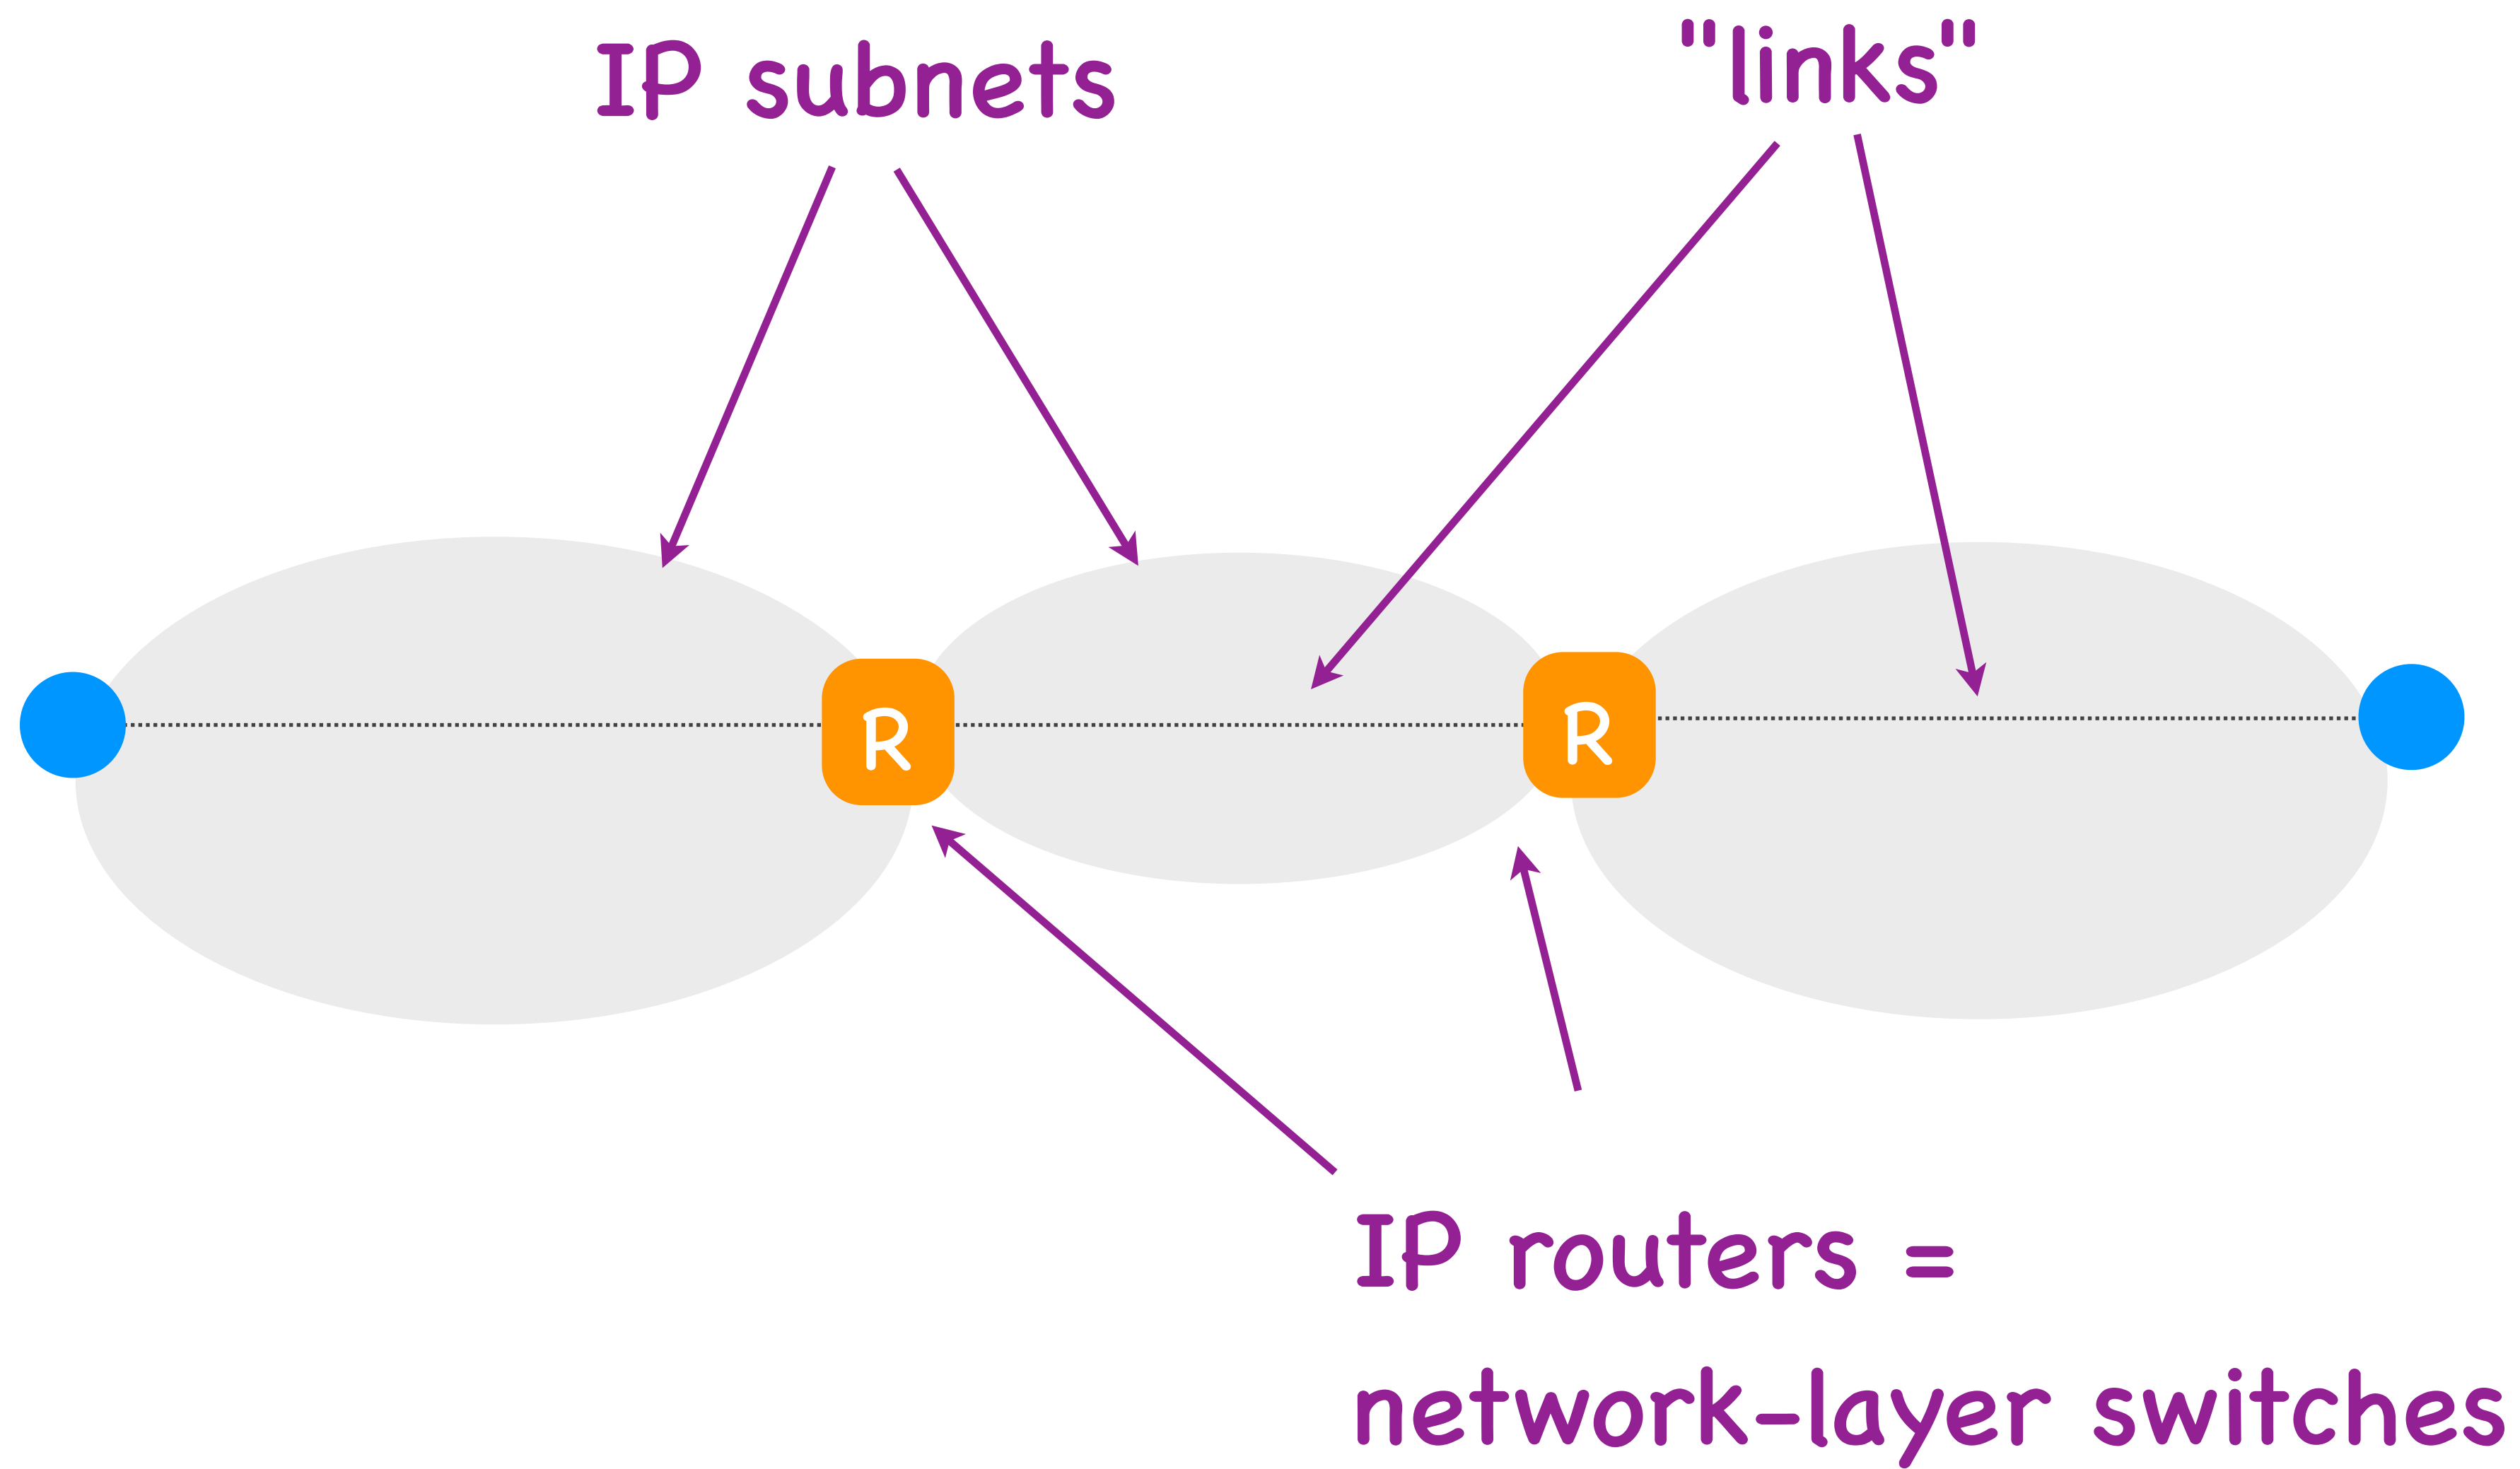 IP subnets
"links"
R
R
IP routers =
network-layer switches